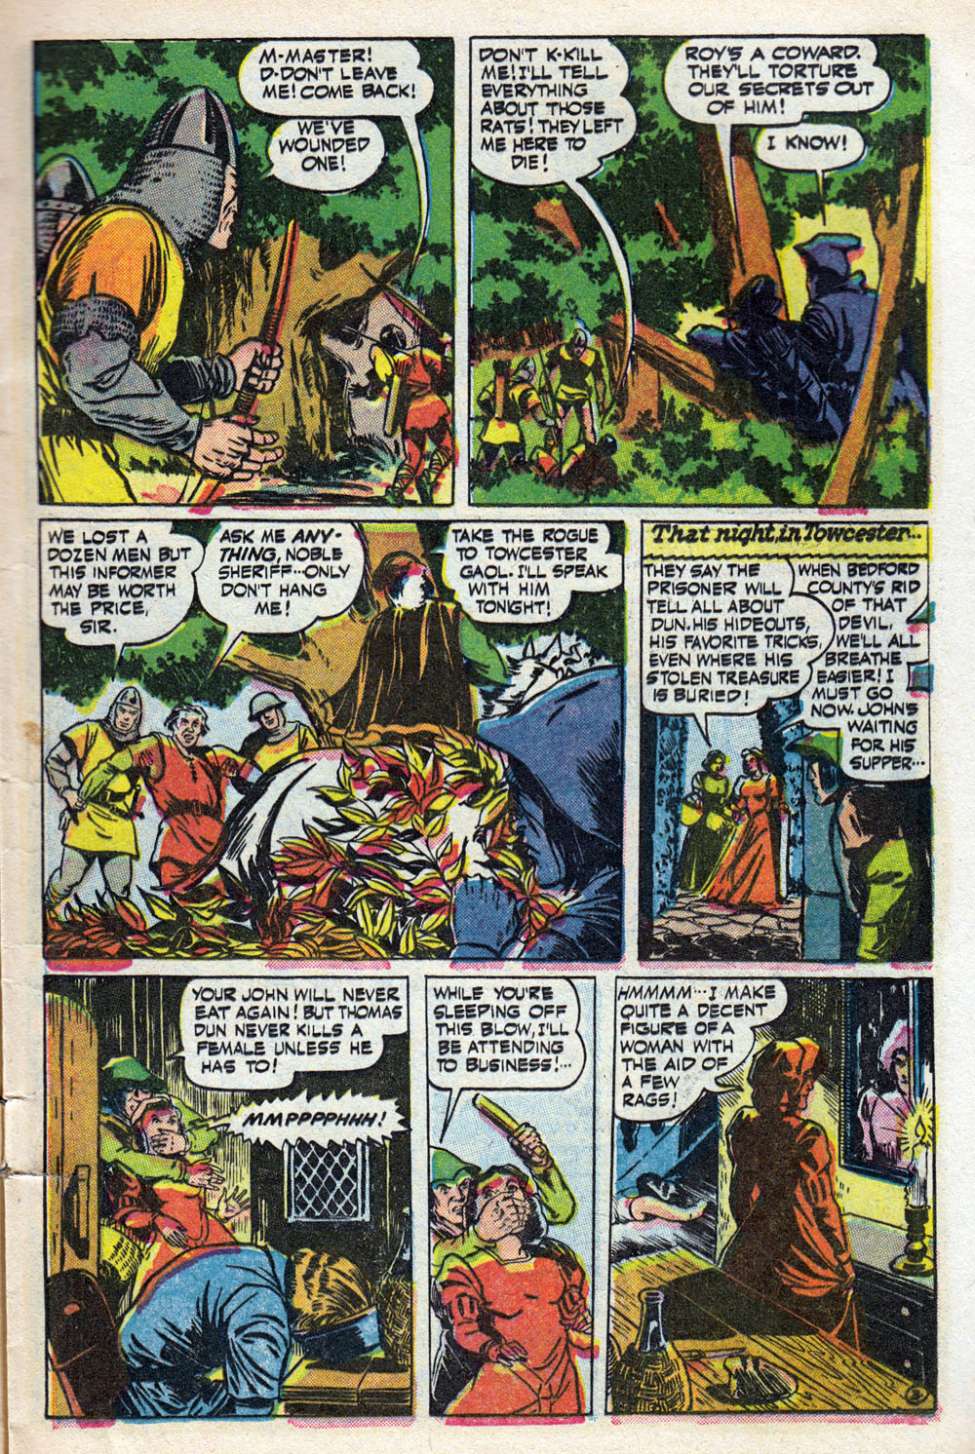 M-MASTER!
D-DON'T LEAVE
ME! COME BACK!
WE'VE
WOUNDED
ONE!
DON'T K-KILL
ME! I'LL TELL
EVERYTHING
ABOUT THOSE
RATS! THEY LEFT
ME HERE TO
DIE!
ROY'S A COWARD.
THEY'LL TORTURE
OUR SECRETS OUT
OF HIM!
I KNOW!
WE LOST A
DOZEN MEN BUT
THIS INFORMER
MAY BE WORTH
THE PRICE,
SIR.
ASK ME ANY-
THING, NOBLE
SHERIFF---ONLY
DON'T HANG
ME!
TAKE THE ROGUE
TO TOWCESTER
GAOL. I'LL SPEAK
WITH HIM
TONIGHT!
That night, in Towcester..
THEY SAY THE
PRISONER WILL
TELL ALL ABOUT
DUN. HIS HIDEOUTS,
HIS FAVORITE TRICKS,
EVEN WHERE HIS
STOLEN TREASURE
IS BURIED!
WHEN BEDFORD
COUNTY'S RID
OF THAT
DEVIL,
WE'LL ALL
BREATHE
EASIER! I
MUST GO
NOW. JOHN'S
WAITING
FOR HIS
SUPPER---
YOUR JOHN WILL NEVER
EAT AGAIN! BUT THOMAS
DUN NEVER KILLS A
FEMALE UNLESS HE
HAS TO!
MMPPPPHHH!
WHILE YOU'RE
SLEEPING OFF
THIS BLOW, I'LL
BE ATTENDING
TO BUSINESS!---
HMMMM---I MAKE
QUITE A DECENT
FIGURE OF A
WOMAN WITH
THE AID OF
A FEW
RAGS!
2